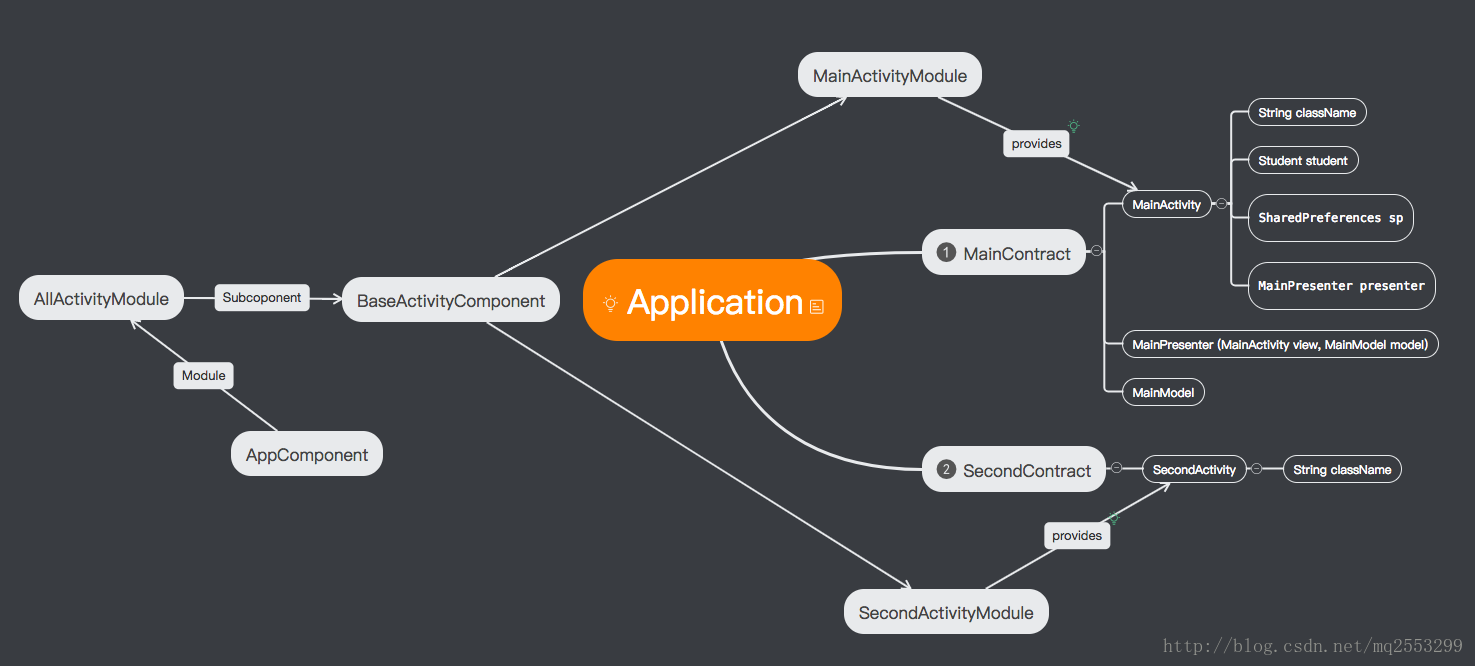 MainActivityModule
provides
String className
Student student
SharedPreferences sp
MainPresenter presenter
MainActivity
1 MainContract
MainPresenter (MainActivity view, MainModel model)
MainModel
Application
AllActivityModule
Subcoponent
BaseActivityComponent
Module
AppComponent
2 SecondContract
SecondActivity
String className
provides
SecondActivityModule
http://blog.csdn.net/mq2553299